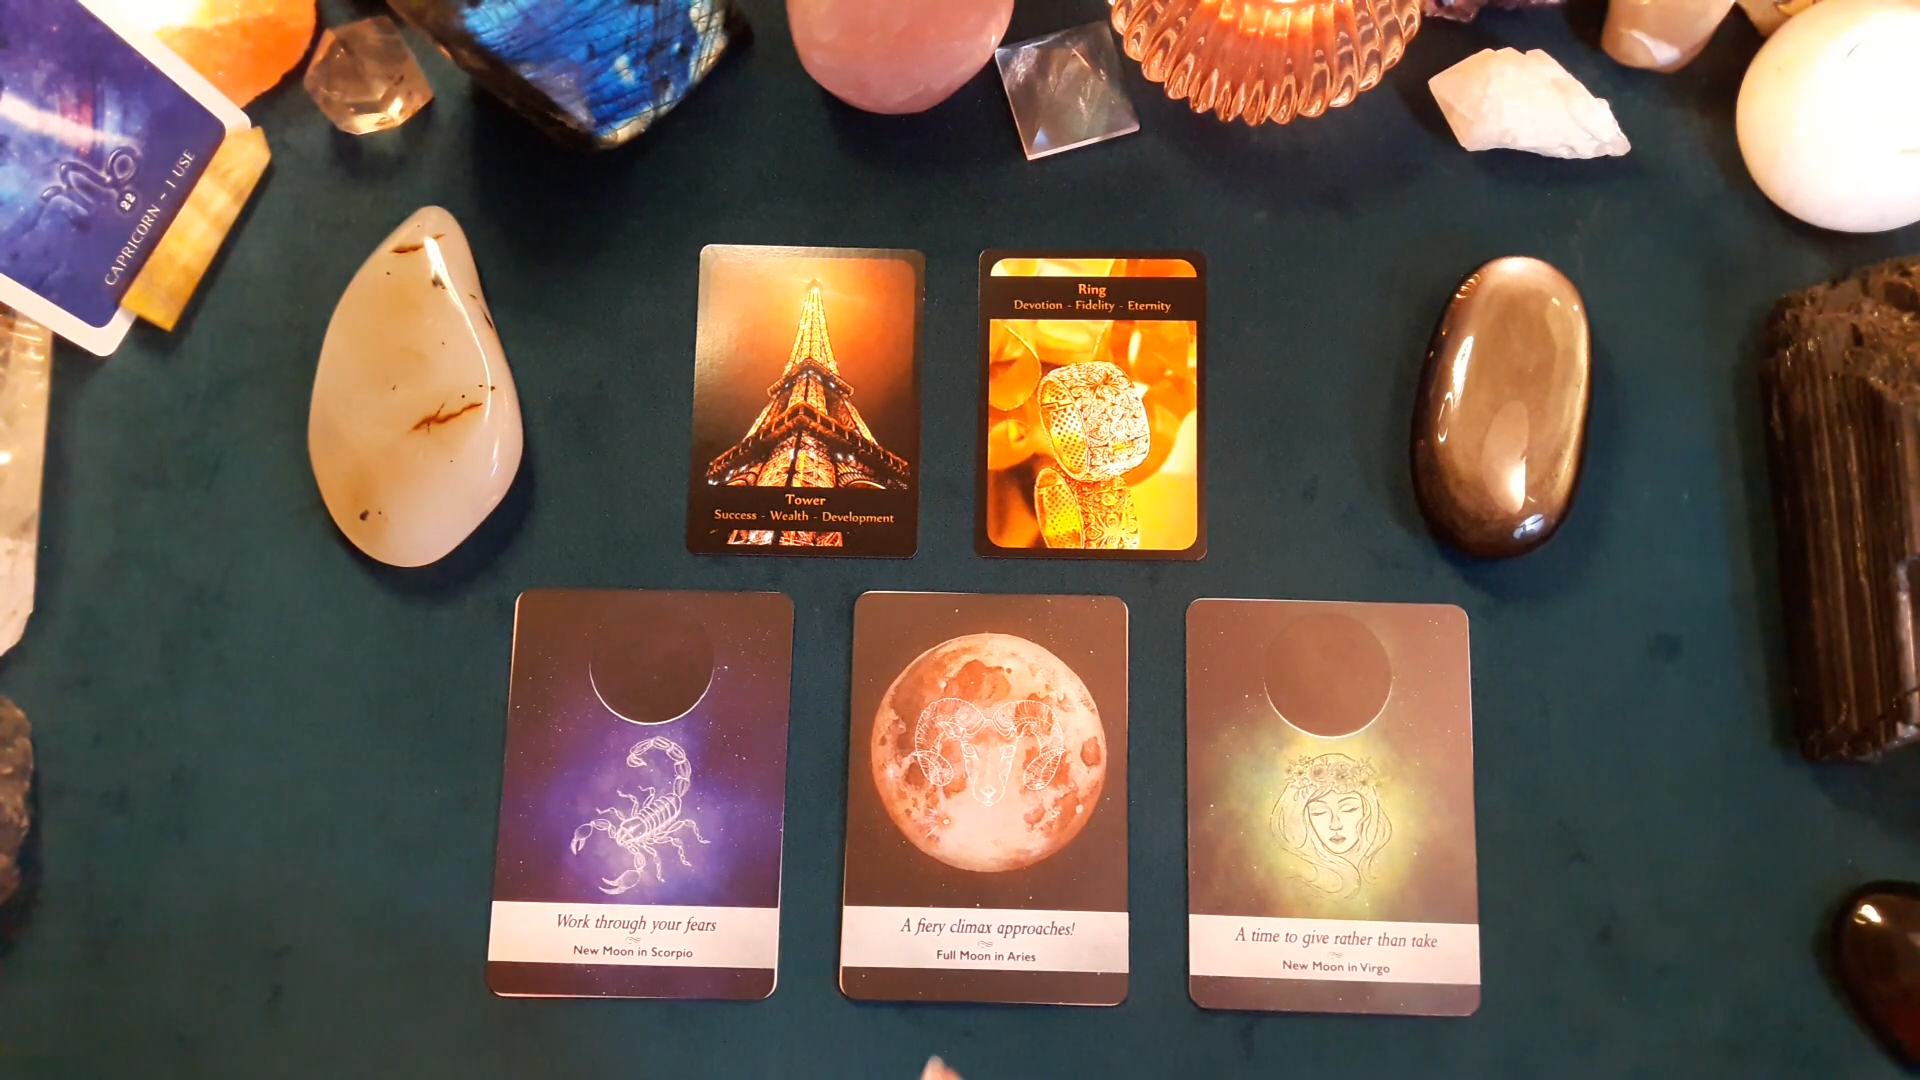 22
CAPRICORN ~ I USE
Tower
Success - Wealth - Development
Ring
Devotion - Fidelity - Eternity
Work through your fears
New Moon in Scorpio
A fiery climax approaches!
Full Moon in Aries
A time to give rather than take
New Moon in Virgo